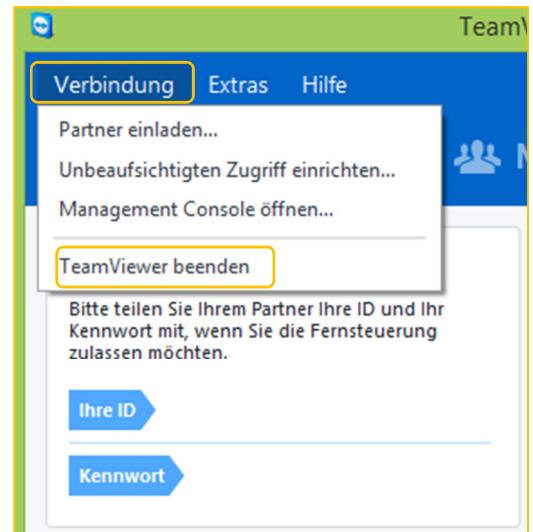 Team
Verbindung Extras Hilfe
Partner einladen...
Unbeaufsichtigten Zugriff einrichten...
Management Console öffnen...
TeamViewer beenden
Bitte teilen Sie Ihrem Partner Ihre ID und Ihr
Kennwort mit, wenn Sie die Fernsteuerung
zulassen möchten.
Ihre ID
Kennwort